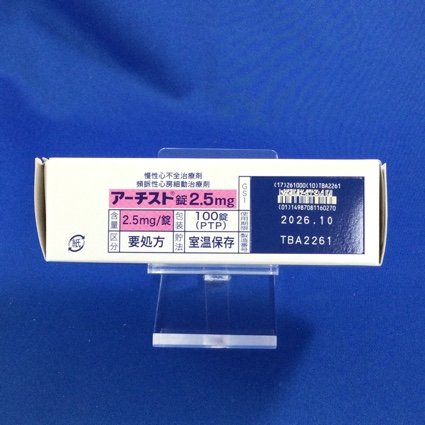 慢性心不全治療剤
頻脈性心房細動治療剤
アーチスト®錠2.5mg
含量 2.5mg/錠 包装 100錠(PTP)
区分 要処方 貯法 室温保存
GS-1
使用期限
製造番号
(17)261000(10)TBA2261
(01)14987081160270
2026.10
TBA2261
紙